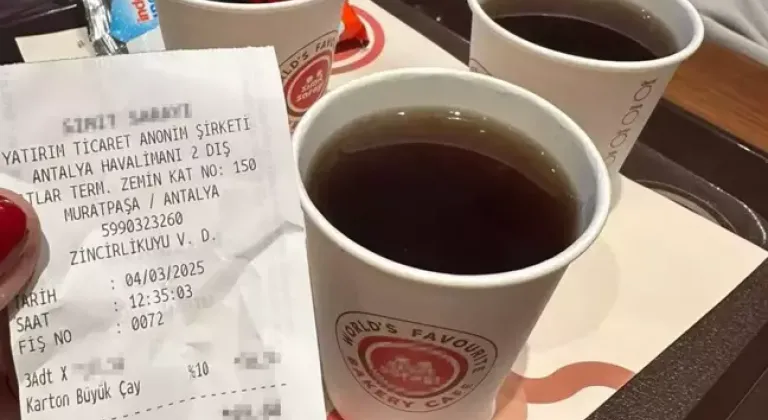 YATIRIM TİCARET ANONİM ŞİRKETİ
ANTALYA HAVALİMANI 2 DIŞ
TLAR TERM. ZEMİN KAT NO: 150
MURATPAŞA / ANTALYA
5990323260
ZİNCİRLİKUYU V. D.
TARİH : 04/03/2025
SAAT : 12:35:03
FİŞ NO : 0072
3Adt X
Karton Büyük Çay %10
WORLD'S FAVOURITE
BAKERY CAFE
WORLD'S FAVOU